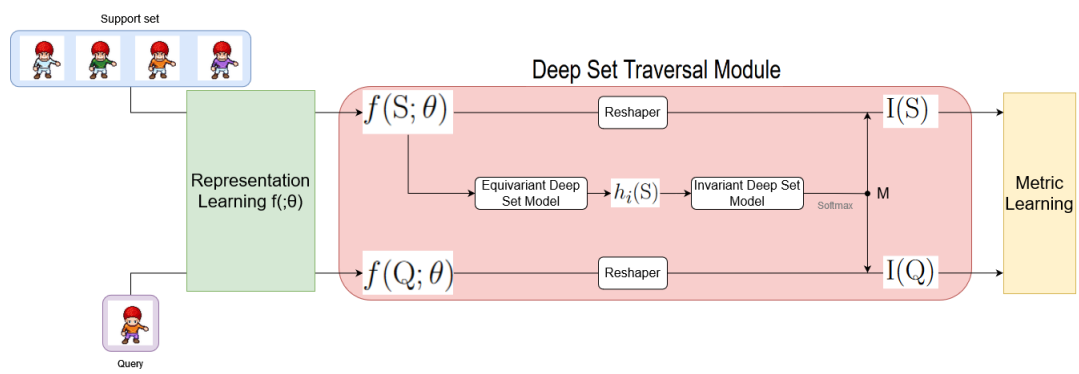 Support set
Deep Set Traversal Module
f(S; θ)
Reshaper
I(S)
Representation
Learning f(;θ)
Equivariant Deep
Set Model
hᵢ(S)
Invariant Deep Set
Model
Softmax
M
Metric
Learning
f(Q; θ)
Reshaper
I(Q)
Query